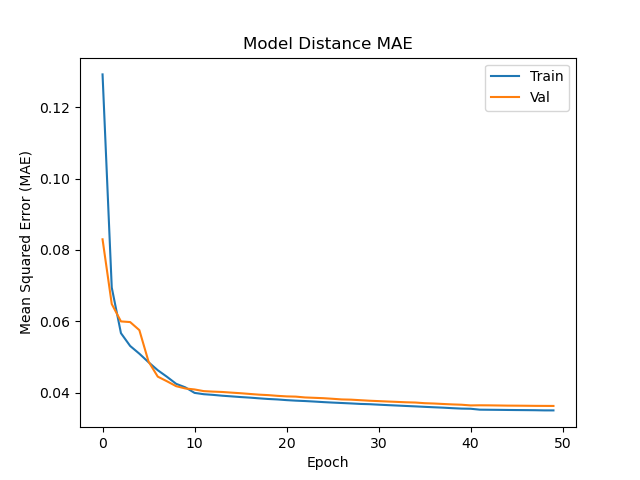 Model Distance MAE
Train
Val
Mean Squared Error (MAE)
0.12
0.10
0.08
0.06
0.04
0 10 20 30 40 50
Epoch